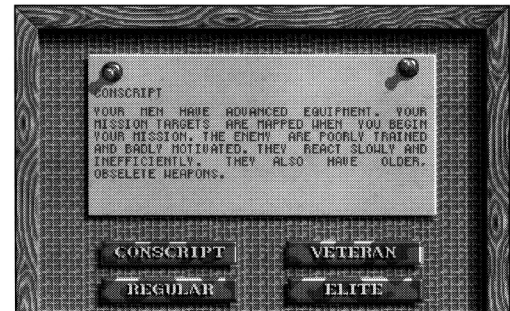 CONSCRIPT
YOUR MEN HAVE ADVANCED EQUIPMENT. YOUR
MISSION TARGETS ARE MAPPED WHEN YOU BEGIN
YOUR MISSION. THE ENEMY ARE POORLY TRAINED
AND BADLY MOTIVATED. THEY REACT SLOWLY AND
INEFFICIENTLY. THEY ALSO HAVE OLDER,
OBSELETE WEAPONS.
CONSCRIPT VETERAN
REGULAR ELITE